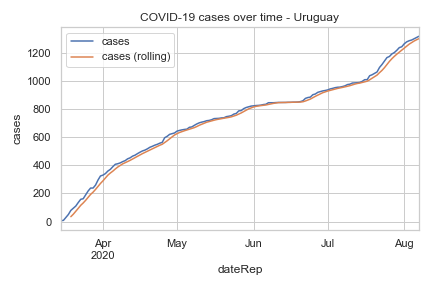 COVID-19 cases over time - Uruguay
cases
cases (rolling)
1200
1000
800
600
400
200
0
cases
Apr
2020
May
Jun
Jul
Aug
dateRep